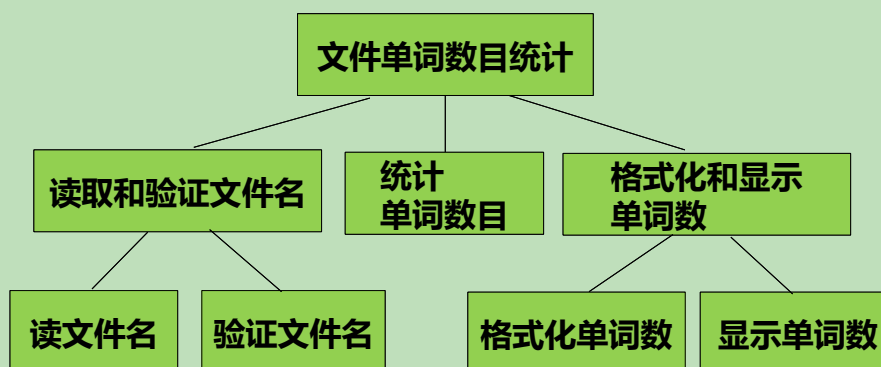 文件单词数目统计
读取和验证文件名
统计
单词数目
格式化和显示
单词数
读文件名
验证文件名
格式化单词数
显示单词数